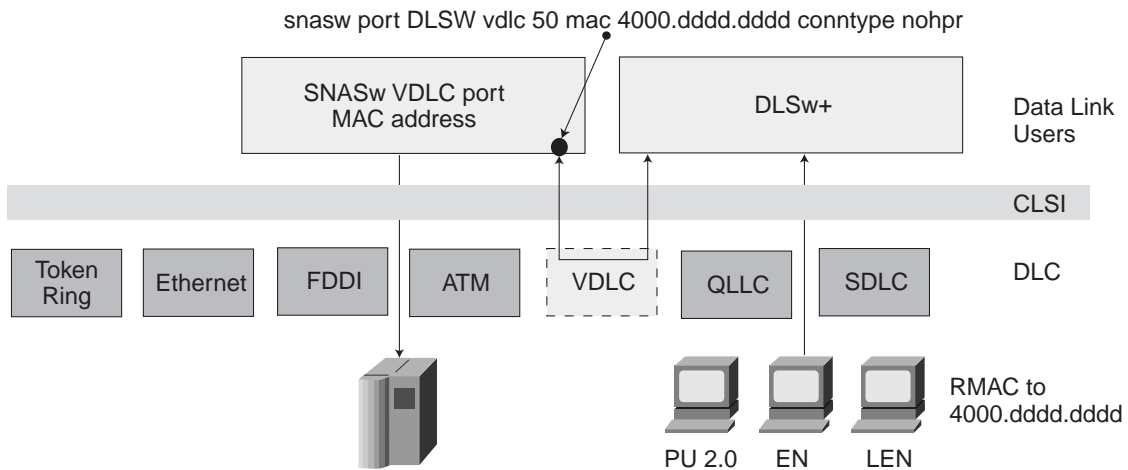 snasw port DLSW vdlc 50 mac 4000.dddd.dddd conntype nohpr
SNASw VDLC port
MAC address
DLSw+
Data Link
Users
CLSI
Token
Ring
Ethernet
FDDI
ATM
VDLC
QLLC
SDLC
DLC
RMAC to
4000.dddd.dddd
PU 2.0
EN
LEN